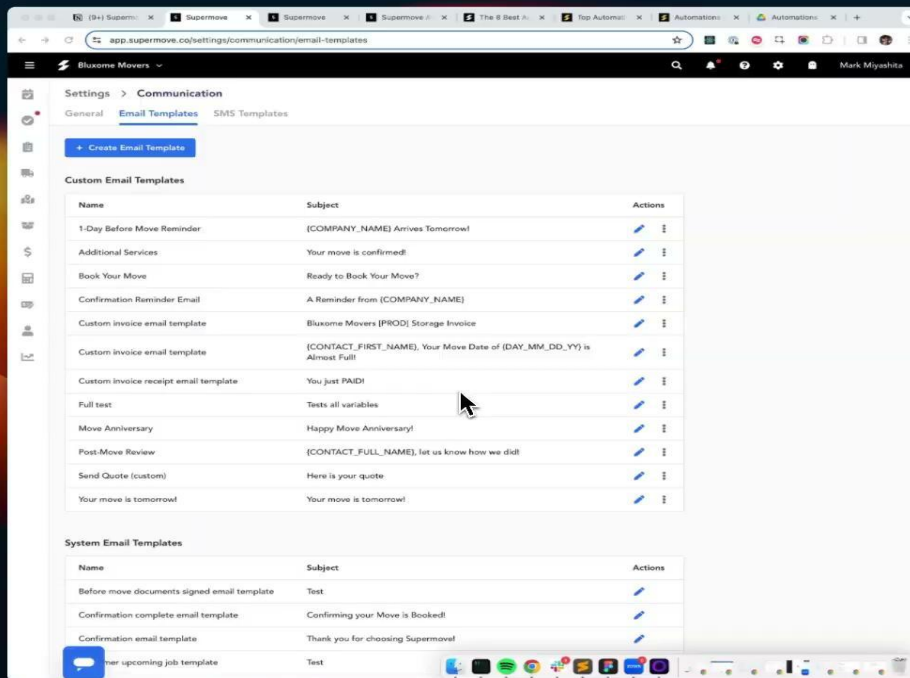 (9+) Superm
Supermove
Supermove
Supermove A
The 8 Best A
Top Automat
Automations
Automations
app.supermove.co/settings/communication/email-templates
Bluxome Movers
Mark Miyashita
Settings > Communication
General Email Templates SMS Templates
+ Create Email Template
Custom Email Templates
Name Subject Actions
1-Day Before Move Reminder {COMPANY_NAME} Arrives Tomorrow!
Additional Services Your move is confirmed!
Book Your Move Ready to Book Your Move?
Confirmation Reminder Email A Reminder from {COMPANY_NAME}
Custom invoice email template Bluxome Movers [PROD] Storage Invoice
Custom invoice email template {CONTACT_FIRST_NAME}, Your Move Date of {DAY_MM_DD_YY} is
Almost Full!
Custom invoice receipt email template You just PAID!
Full test Tests all variables
Move Anniversary Happy Move Anniversary!
Post-Move Review {CONTACT_FULL_NAME}, let us know how we did!
Send Quote (custom) Here is your quote
Your move is tomorrow! Your move is tomorrow!
System Email Templates
Name Subject Actions
Before move documents signed email template Test
Confirmation complete email template Confirming your Move is Booked!
Confirmation email template Thank you for choosing Supermove!
mer upcoming job template Test